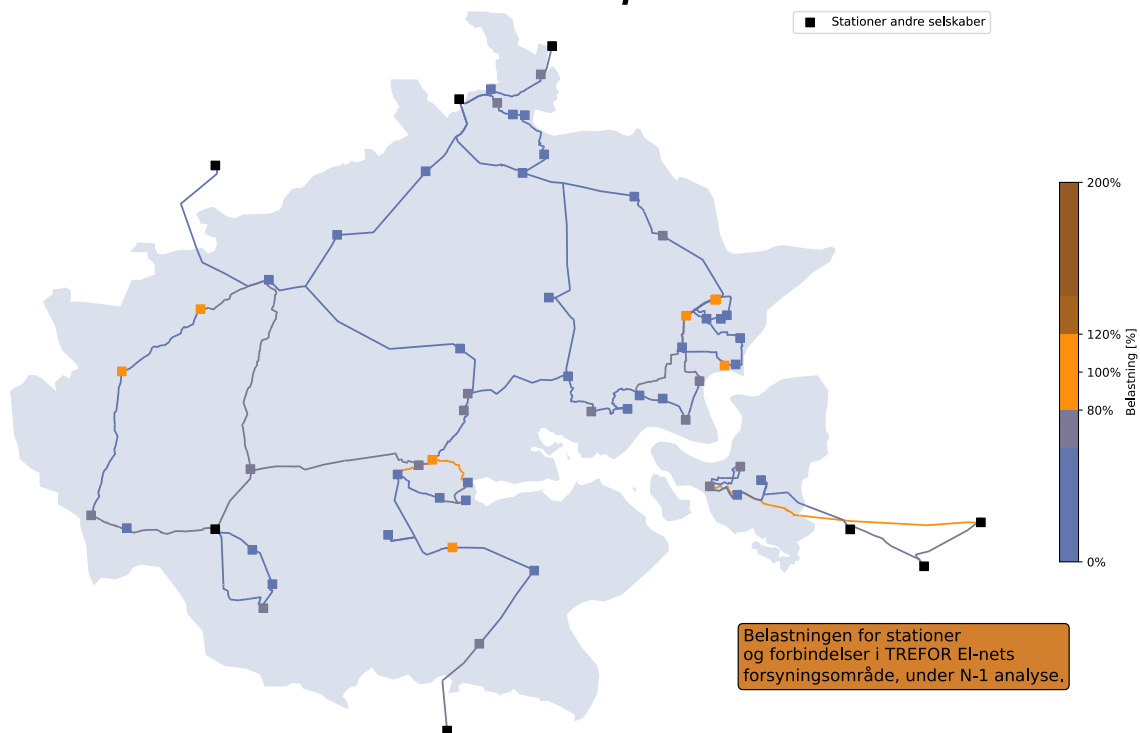 Stationer andre selskaber
200%
120%
100%
80%
0%
Belastning [%]
Belastningen for stationer
og forbindelser i TREFOR El-nets
forsyningsområde, under N-1 analyse.